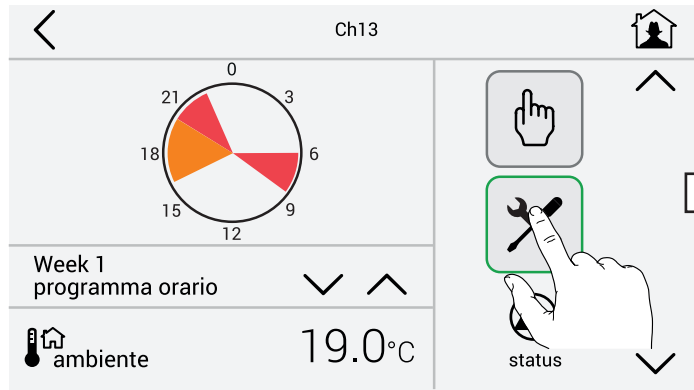 Ch13
0
21
3
18
6
15
9
12
Week 1
programma orario
ambiente
19.0°C
status